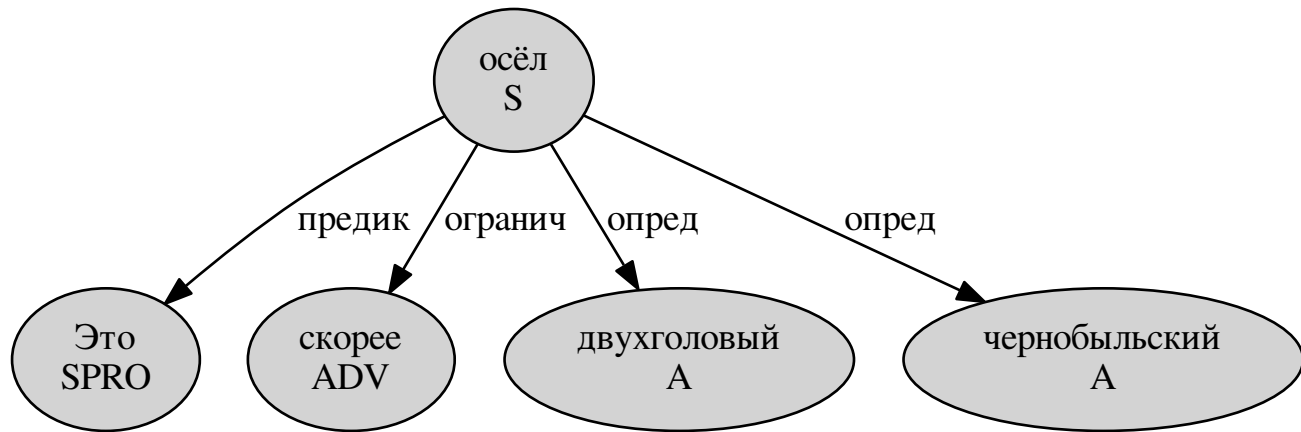 осёл
S
предик
огранич
опред
опред
Это
SPRO
скорее
ADV
двухголовый
A
чернобыльский
A